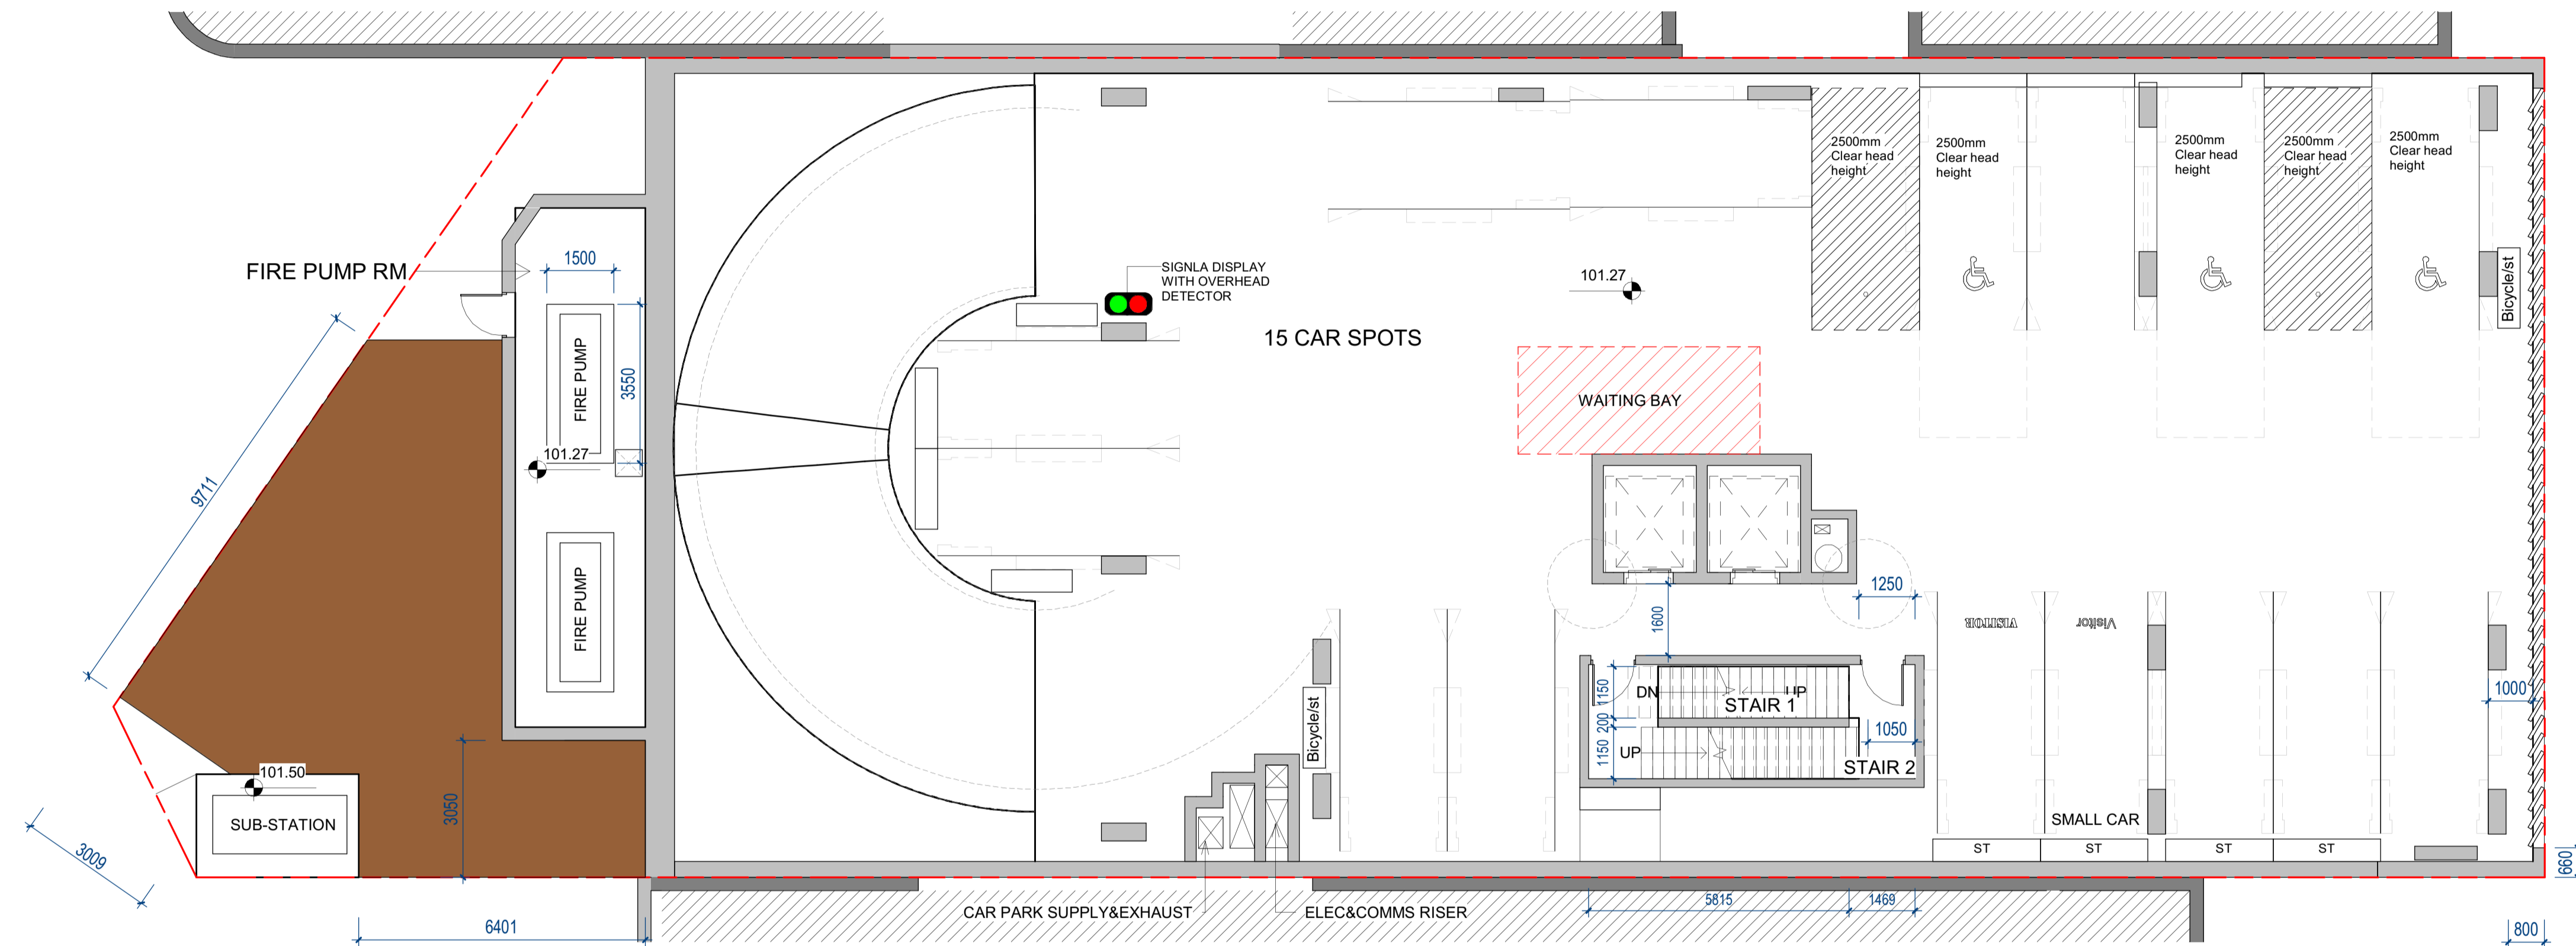 2500mm
Clear head
height
2500mm
Clear head
height
2500mm
Clear head
height
2500mm
Clear head
height
2500mm
Clear head
height
FIRE PUMP RM
1500
SIGNLA DISPLAY
WITH OVERHEAD
DETECTOR
101.27
Bicycle/st
15 CAR SPOTS
FIRE PUMP
3550
WAITING BAY
101.27
9711
FIRE PUMP
1250
1600
VISITOR
Visitor
DN
UP
1150
STAIR 1
1000
200
1050
UP
1150
STAIR 2
Bicycle/st
101.50
3050
SUB-STATION
SMALL CAR
ST
ST
ST
ST
3009
660
5815
1469
CAR PARK SUPPLY&EXHAUST
ELEC&COMMS RISER
6401
800